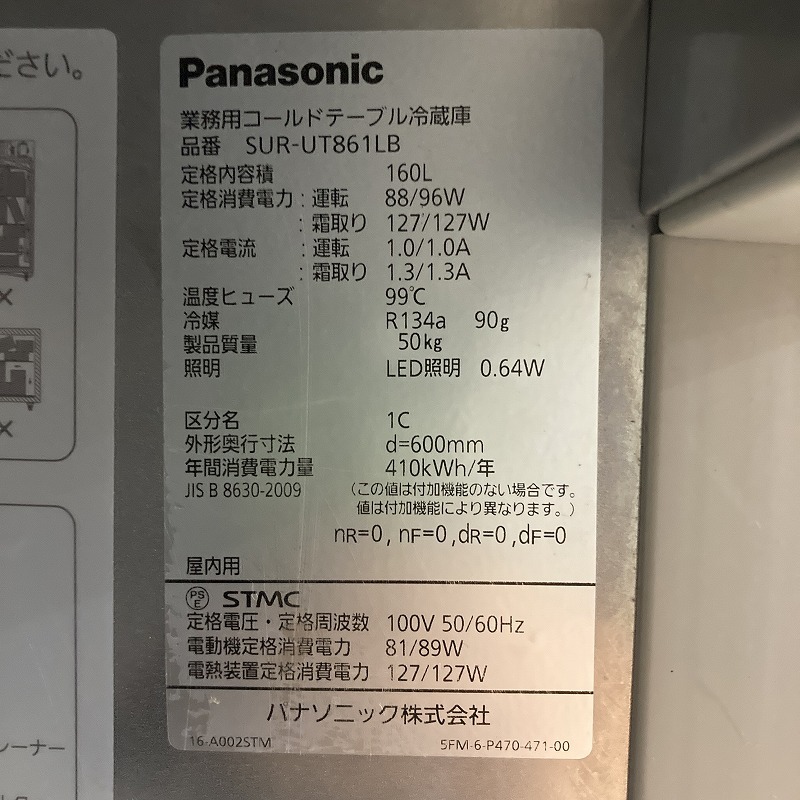 ださい。
Panasonic
業務用コールドテーブル冷蔵庫
品番 SUR-UT861LB
定格内容積 160L
定格消費電力：運転 88/96W
：霜取り 127/127W
定格電流 ：運転 1.0/1.0A
：霜取り 1.3/1.3A
温度ヒューズ 99℃
冷媒 R134a 90g
製品質量 50kg
照明 LED照明 0.64W
区分名 1C
外形奥行寸法 d=600mm
年間消費電力量 410kWh/年
JIS B 8630-2009 （この値は付加機能のない場合です。
値は付加機能により異なります。）
nR=0, nF=0,dR=0,dF=0
屋内用
PSE STMC
定格電圧・定格周波数 100V 50/60Hz
電動機定格消費電力 81/89W
電熱装置定格消費電力 127/127W
パナソニック株式会社
16-A002STM 5FM-6-P470-471-00
レーナー